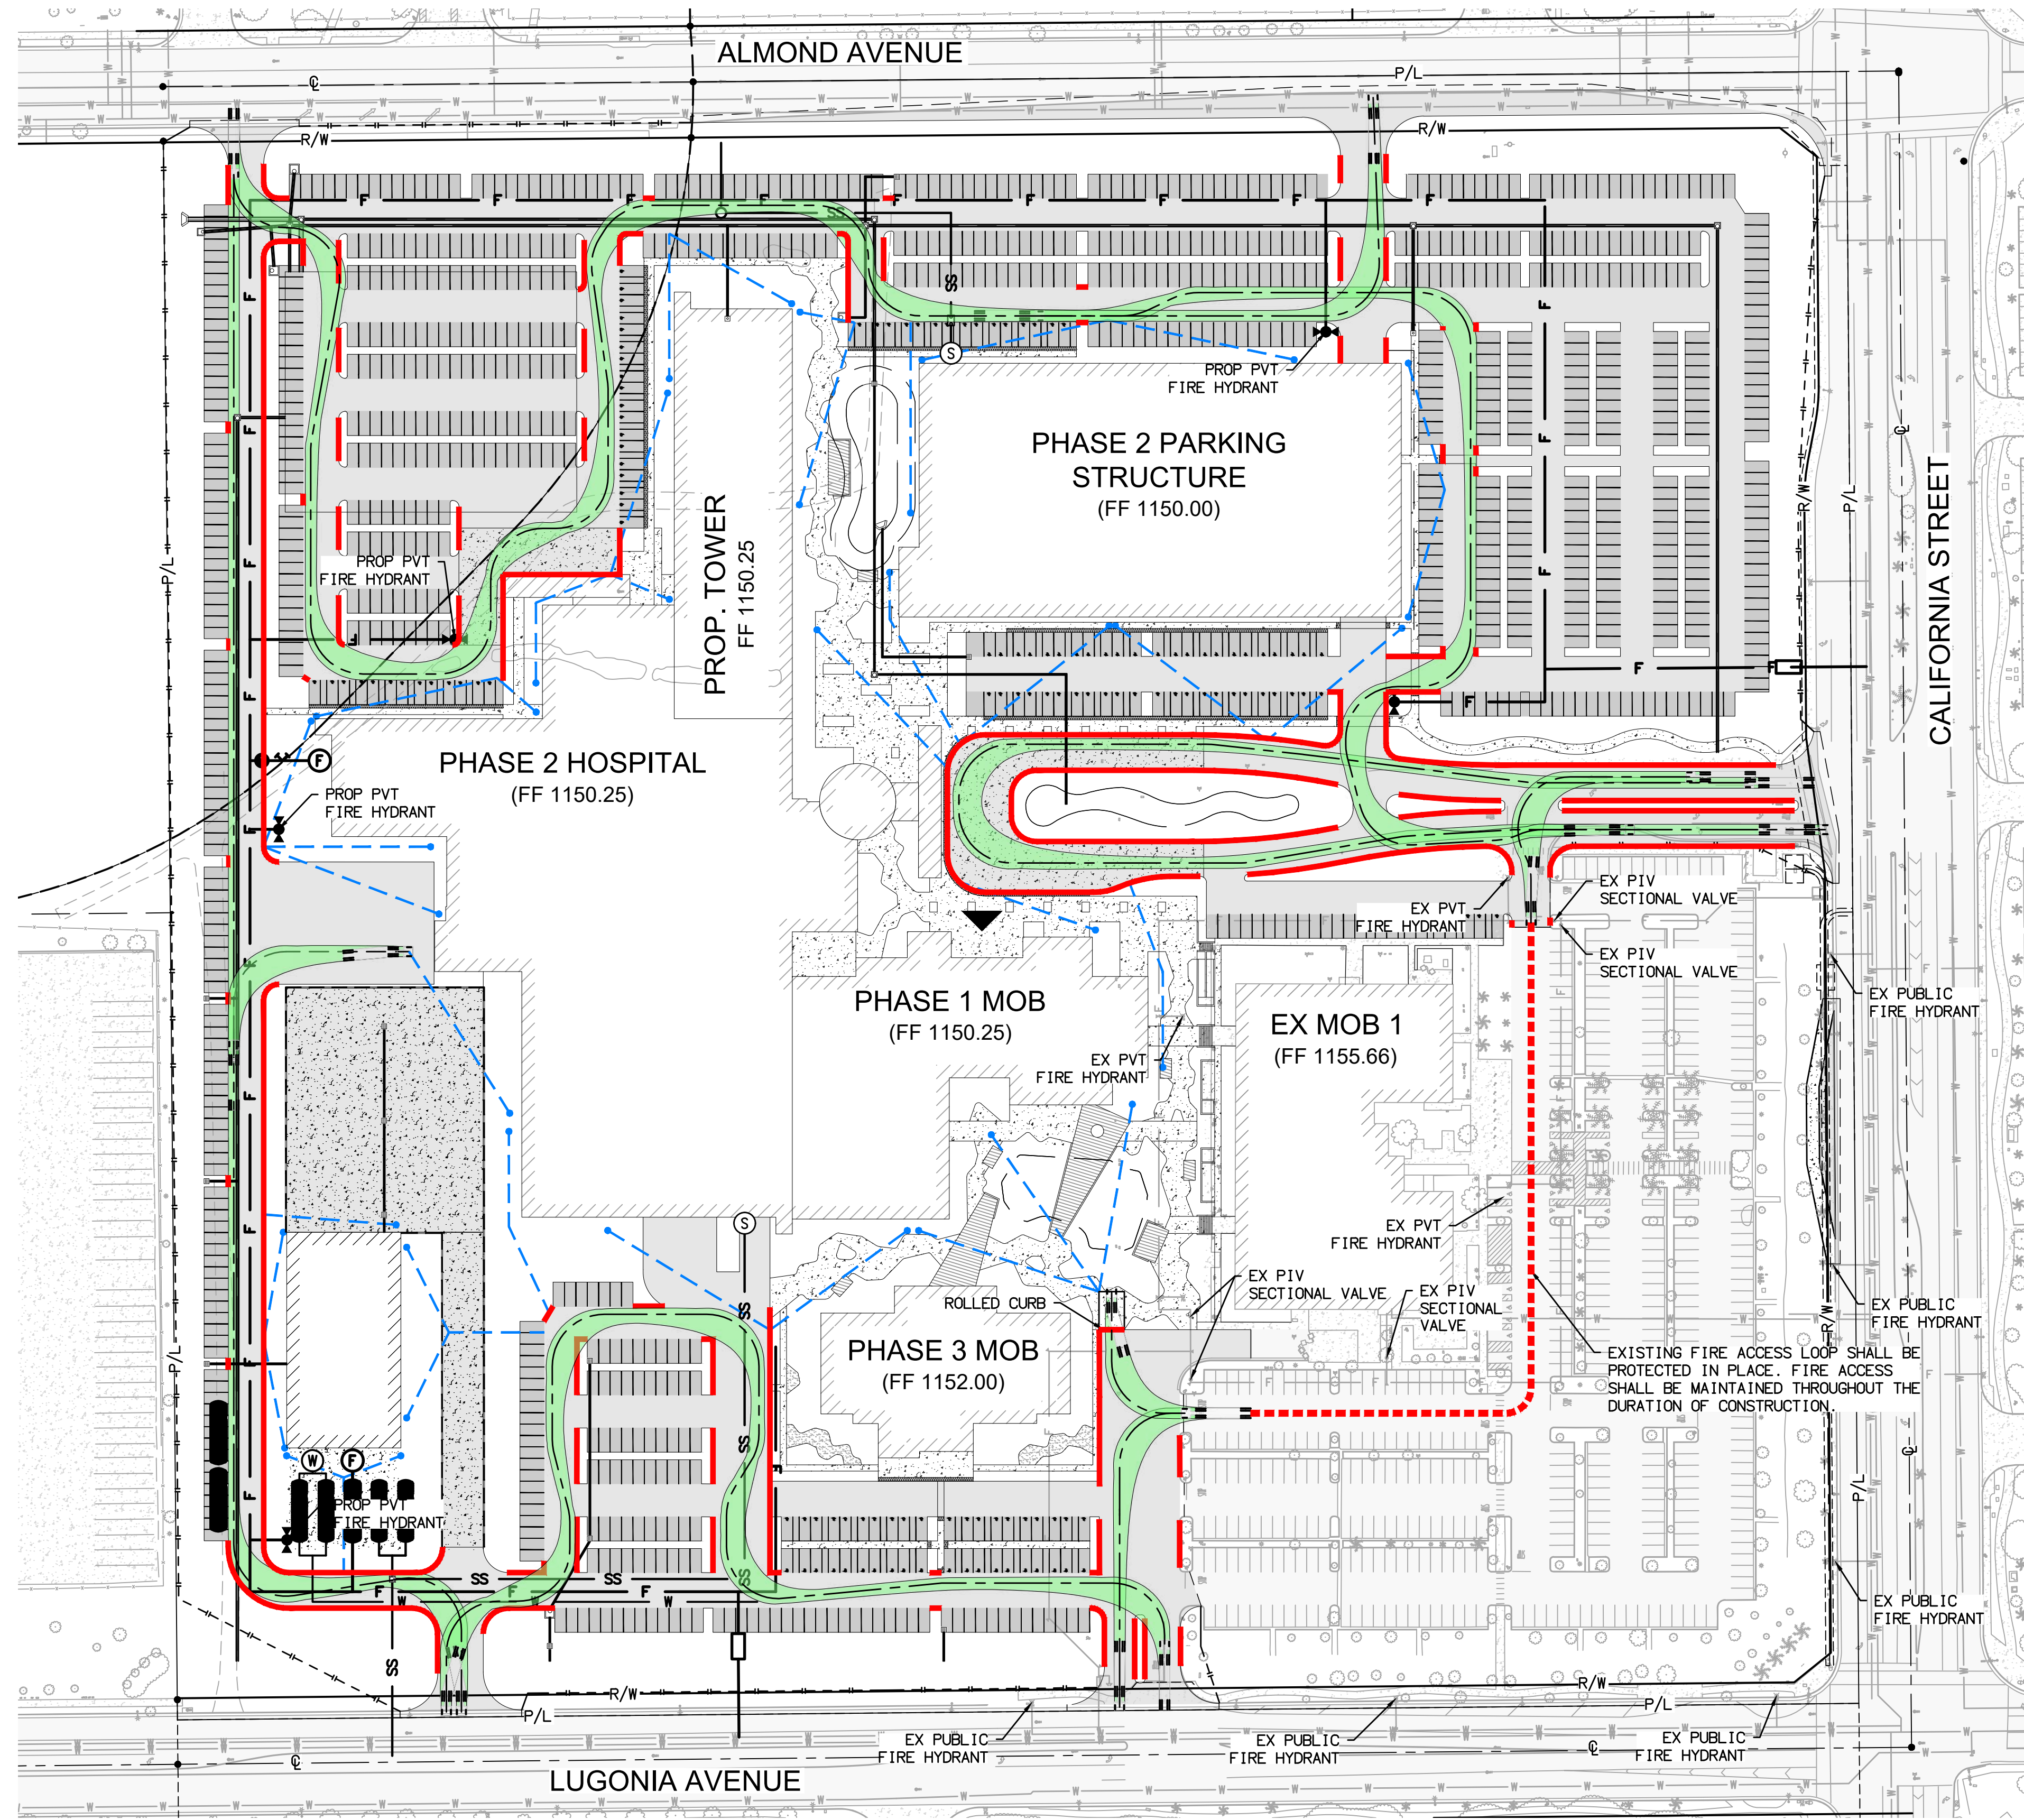 ALMOND AVENUE
P/L
R/W
R/W
PROP PVT
FIRE HYDRANT
PHASE 2 PARKING
STRUCTURE
(FF 1150.00)
CALIFORNIA STREET
R/W
P/L
P/L
PROP PVT
FIRE HYDRANT
PROP. TOWER
FF 1150.25
PHASE 2 HOSPITAL
(FF 1150.25)
PROP PVT
FIRE HYDRANT
EX PIV
SECTIONAL VALVE
EX PVT
FIRE HYDRANT
EX PIV
SECTIONAL VALVE
PHASE 1 MOB
(FF 1150.25)
EX MOB 1
(FF 1155.66)
EX PUBLIC
FIRE HYDRANT
EX PVT
FIRE HYDRANT
EX PVT
FIRE HYDRANT
EX PIV
SECTIONAL VALVE
EX PIV
SECTIONAL
VALVE
ROLLED CURB
EX PUBLIC
FIRE HYDRANT
R/W
PHASE 3 MOB
(FF 1152.00)
EXISTING FIRE ACCESS LOOP SHALL BE
PROTECTED IN PLACE. FIRE ACCESS
SHALL BE MAINTAINED THROUGHOUT THE
DURATION OF CONSTRUCTION.
P/L
P/L
PROP PVT
FIRE HYDRANT
EX PUBLIC
FIRE HYDRANT
R/W
R/W
P/L
P/L
EX PUBLIC
FIRE HYDRANT
EX PUBLIC
FIRE HYDRANT
EX PUBLIC
FIRE HYDRANT
LUGONIA AVENUE